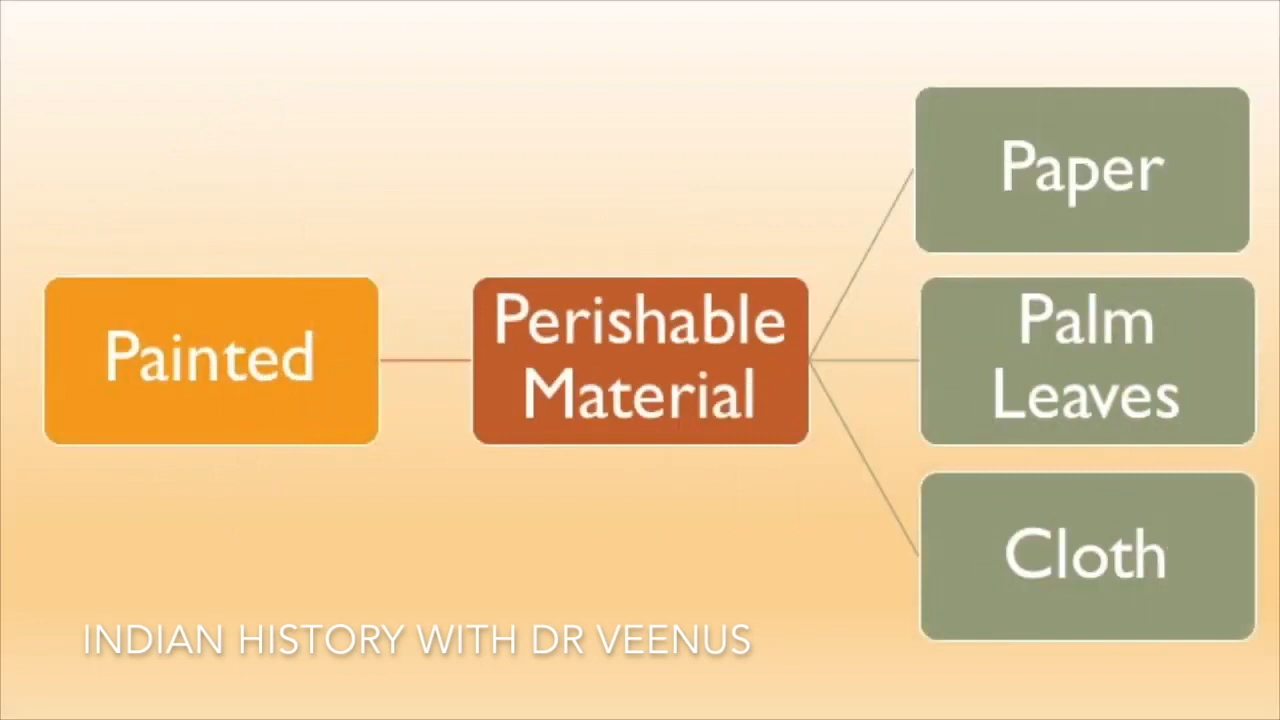 Painted
Perishable
Material
Paper
Palm
Leaves
Cloth
INDIAN HISTORY WITH DR VEENUS